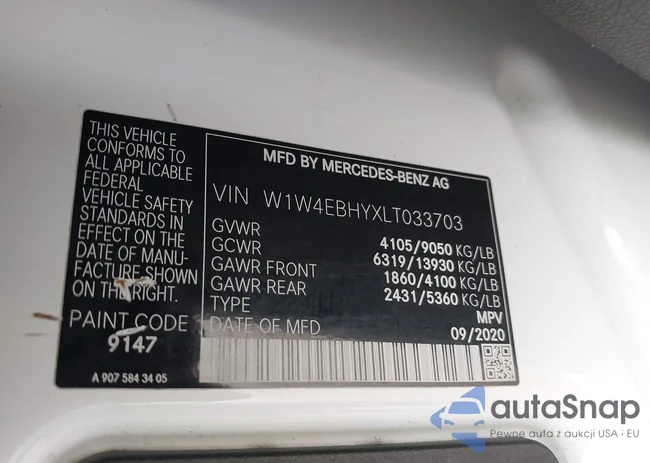 THIS VEHICLE
CONFORMS TO
ALL APPLICABLE
FEDERAL
VEHICLE SAFETY
STANDARDS IN
EFFECT ON THE
DATE OF MANU-
FACTURE SHOWN
ON THE RIGHT.
PAINT CODE
9147
A 907 584 34 05
MFD BY MERCEDES-BENZ AG
VIN W1W4EBHYXLT033703
GVWR 4105/9050 KG/LB
GCWR 6319/13930 KG/LB
GAWR FRONT 1860/4100 KG/LB
GAWR REAR 2431/5360 KG/LB
TYPE MPV
DATE OF MFD 09/2020
autaSnap
Pewne auta z aukcji USA i EU